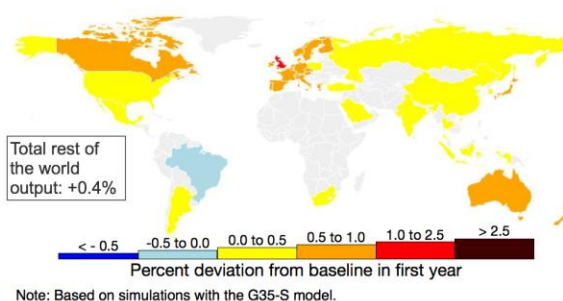 Total rest of
the world
output: +0.4%
< - 0.5
-0.5 to 0.0
0.0 to 0.5
0.5 to 1.0
1.0 to 2.5
> 2.5
Percent deviation from baseline in first year
Note: Based on simulations with the G35-S model.